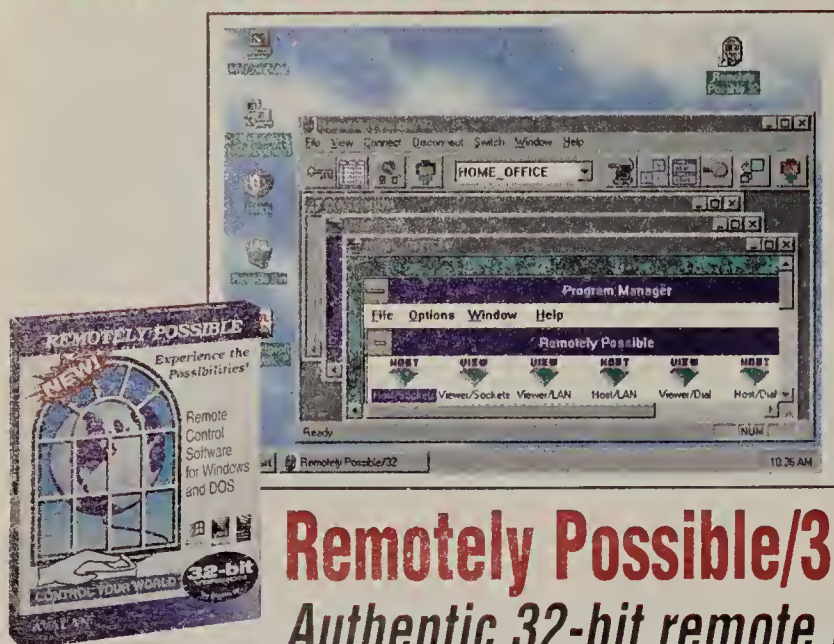 Remotely
Possible/32
File View Connect Disconnect Switch Window Help
HOME_OFFICE
Program Manager
File Options Window Help
Remotely Possible
HOST VIEW VIEW HOST VIEW HOST
Host/Sockets Viewer/Sockets Viewer/LAN Host/LAN Viewer/Dial Host/Dial
Ready
NUM
Remotely Possible/32
10:26 AM
REMOTELY POSSIBLE
NEW!
Experience the
Possibilities!
Remote
Control
Software
for Windows
and DOS
CONTROL YOUR WORLD
32-bit
AVALAN
Remotely Possible/3
Authentic 32-bit remote